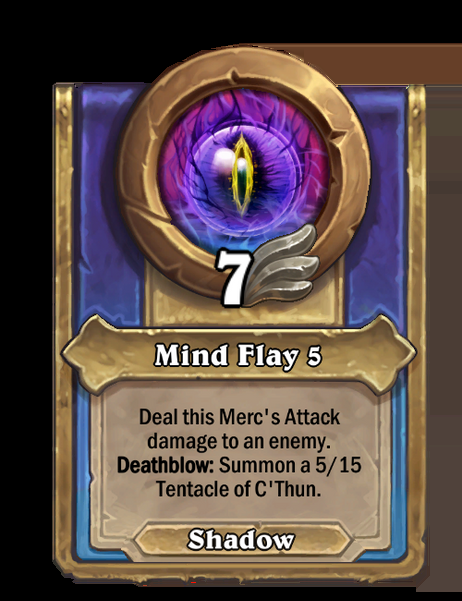 7
Mind Flay 5
Deal this Merc's Attack
damage to an enemy.
Deathblow: Summon a 5/15
Tentacle of C'Thun.
Shadow